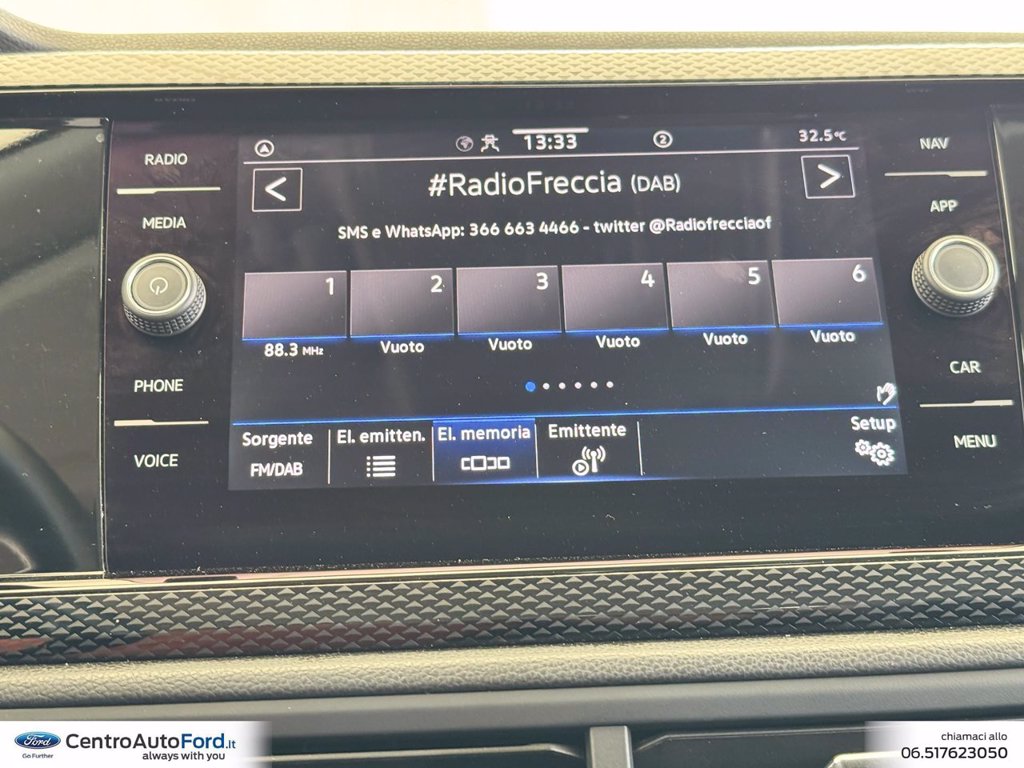 RADIO
MEDIA
PHONE
VOICE
13:33
2
32.5°C
#RadioFreccia (DAB)
SMS e WhatsApp: 366 663 4466 - twitter @Radiofrecciaof
1 2 3 4 5 6
88.3 MHz Vuoto Vuoto Vuoto Vuoto Vuoto
Sorgente El. emitten. El. memoria Emittente Setup
FM/DAB
NAV
APP
CAR
MENU
Ford
Go Further
CentroAutoFord.it
always with you
chiamaci allo
06.517623050